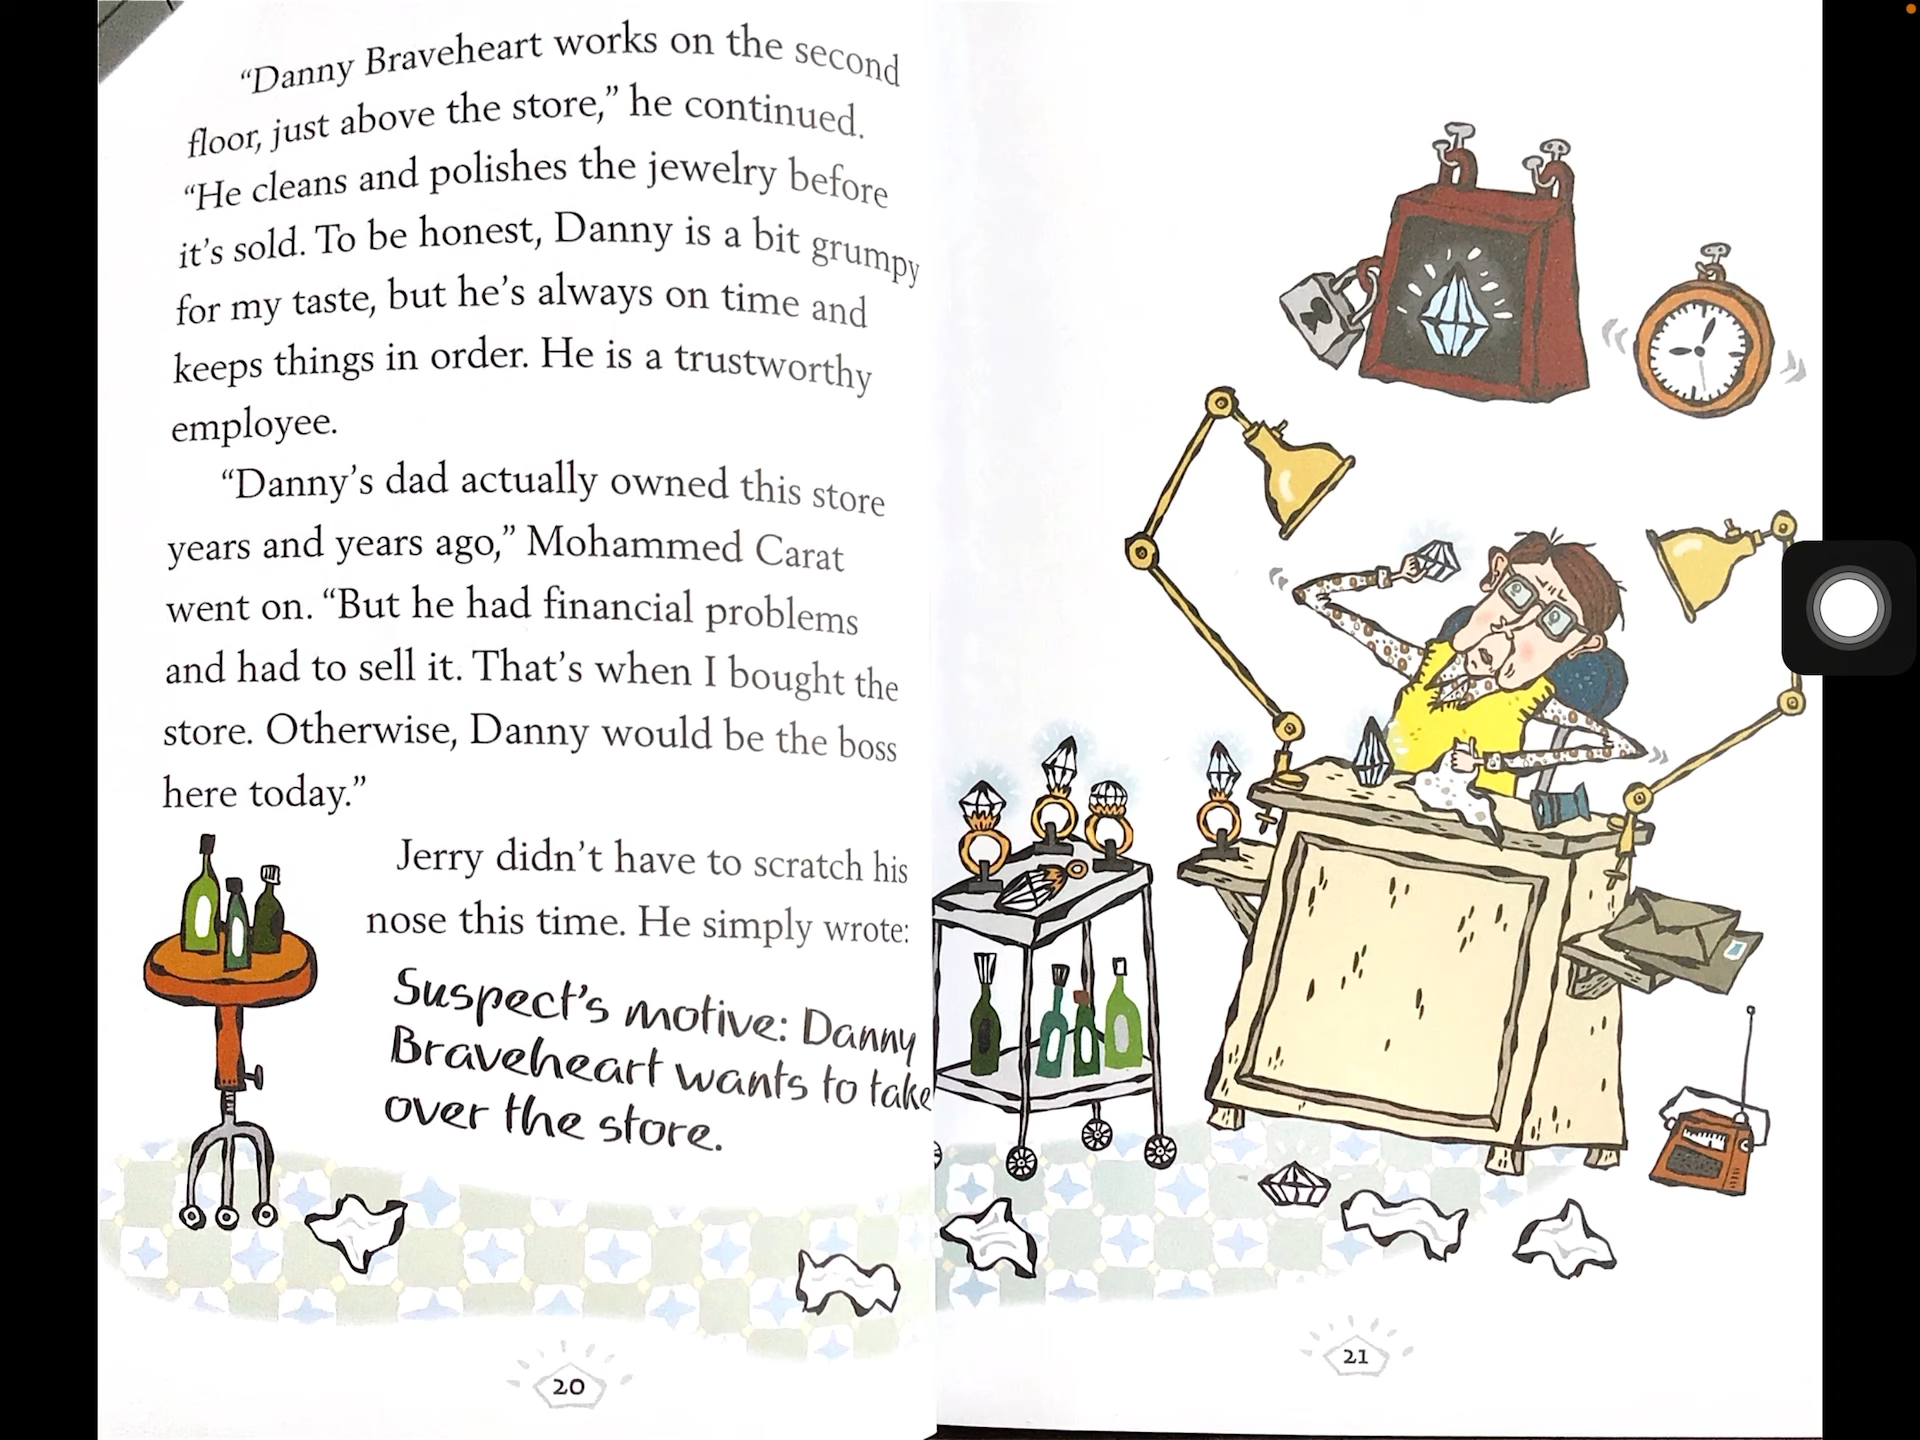 “Danny Braveheart works on the second
floor, just above the store,” he continued.
“He cleans and polishes the jewelry before
it’s sold. To be honest, Danny is a bit grumpy
for my taste, but he’s always on time and
keeps things in order. He is a trustworthy
employee.
“Danny’s dad actually owned this store
years and years ago,” Mohammed Carat
went on. “But he had financial problems
and had to sell it. That’s when I bought the
store. Otherwise, Danny would be the boss
here today.”
Jerry didn’t have to scratch his
nose this time. He simply wrote:
Suspect’s motive: Danny
Braveheart wants to take
over the store.
20
21